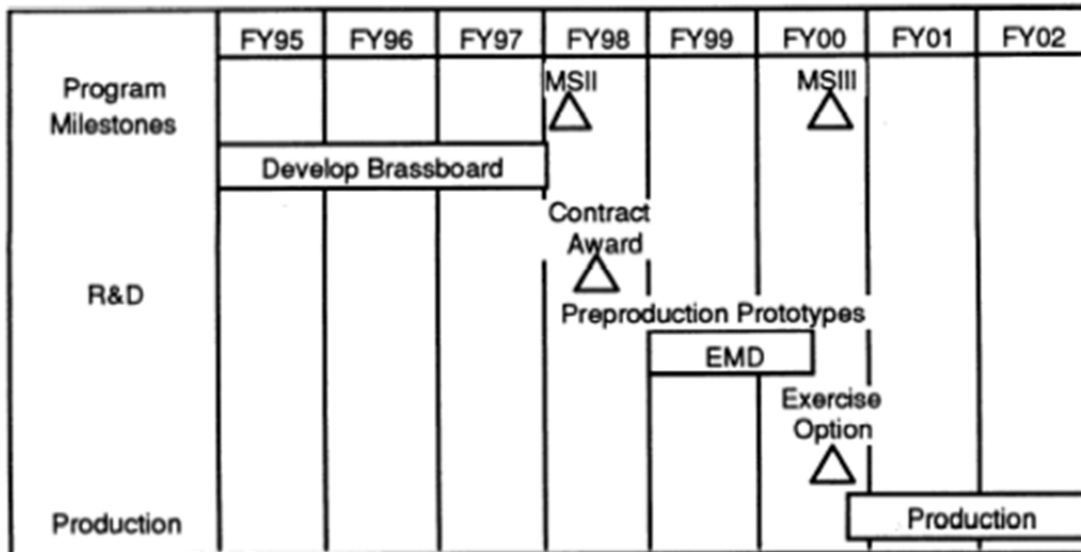 FY95 FY96 FY97 FY98 FY99 FY00 FY01 FY02
Program
Milestones
MSII
MSIII
Develop Brassboard
Contract
Award
R&D
Preproduction Prototypes
EMD
Exercise
Option
Production
Production